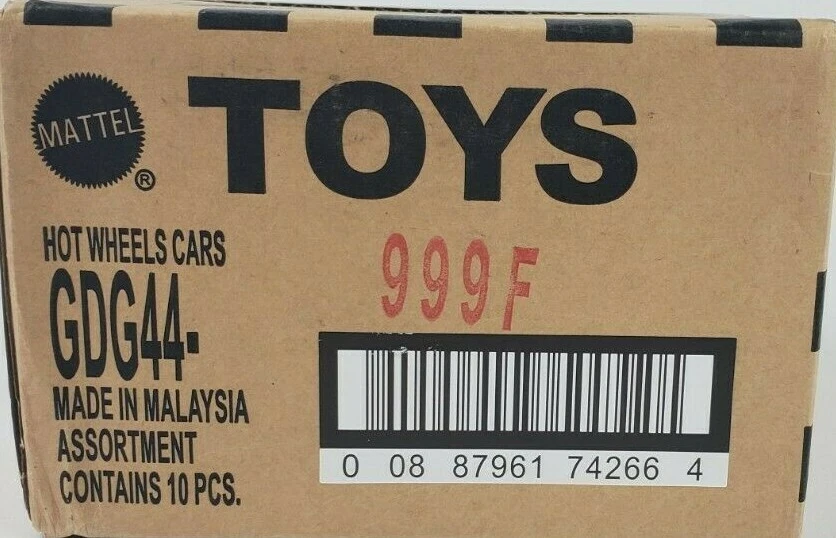 MATTEL ®
TOYS
HOT WHEELS CARS
999F
GDG44-
MADE IN MALAYSIA
ASSORTMENT
CONTAINS 10 PCS.
0 08 87961 74266 4